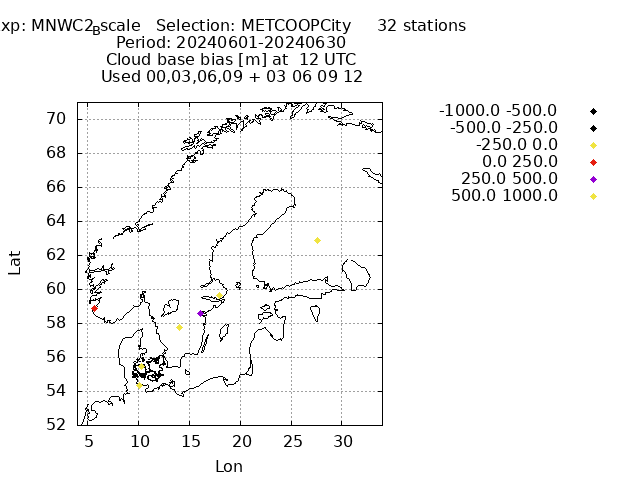 xp: MNWC2_Bscale Selection: METCOOPCity 32 stations
Period: 20240601-20240630
Cloud base bias [m] at 12 UTC
Used 00,03,06,09 + 03 06 09 12
-1000.0 -500.0
-500.0 -250.0
-250.0 0.0
0.0 250.0
250.0 500.0
500.0 1000.0
70
68
66
64
62
60
58
56
54
52
Lat
5 10 15 20 25 30
Lon